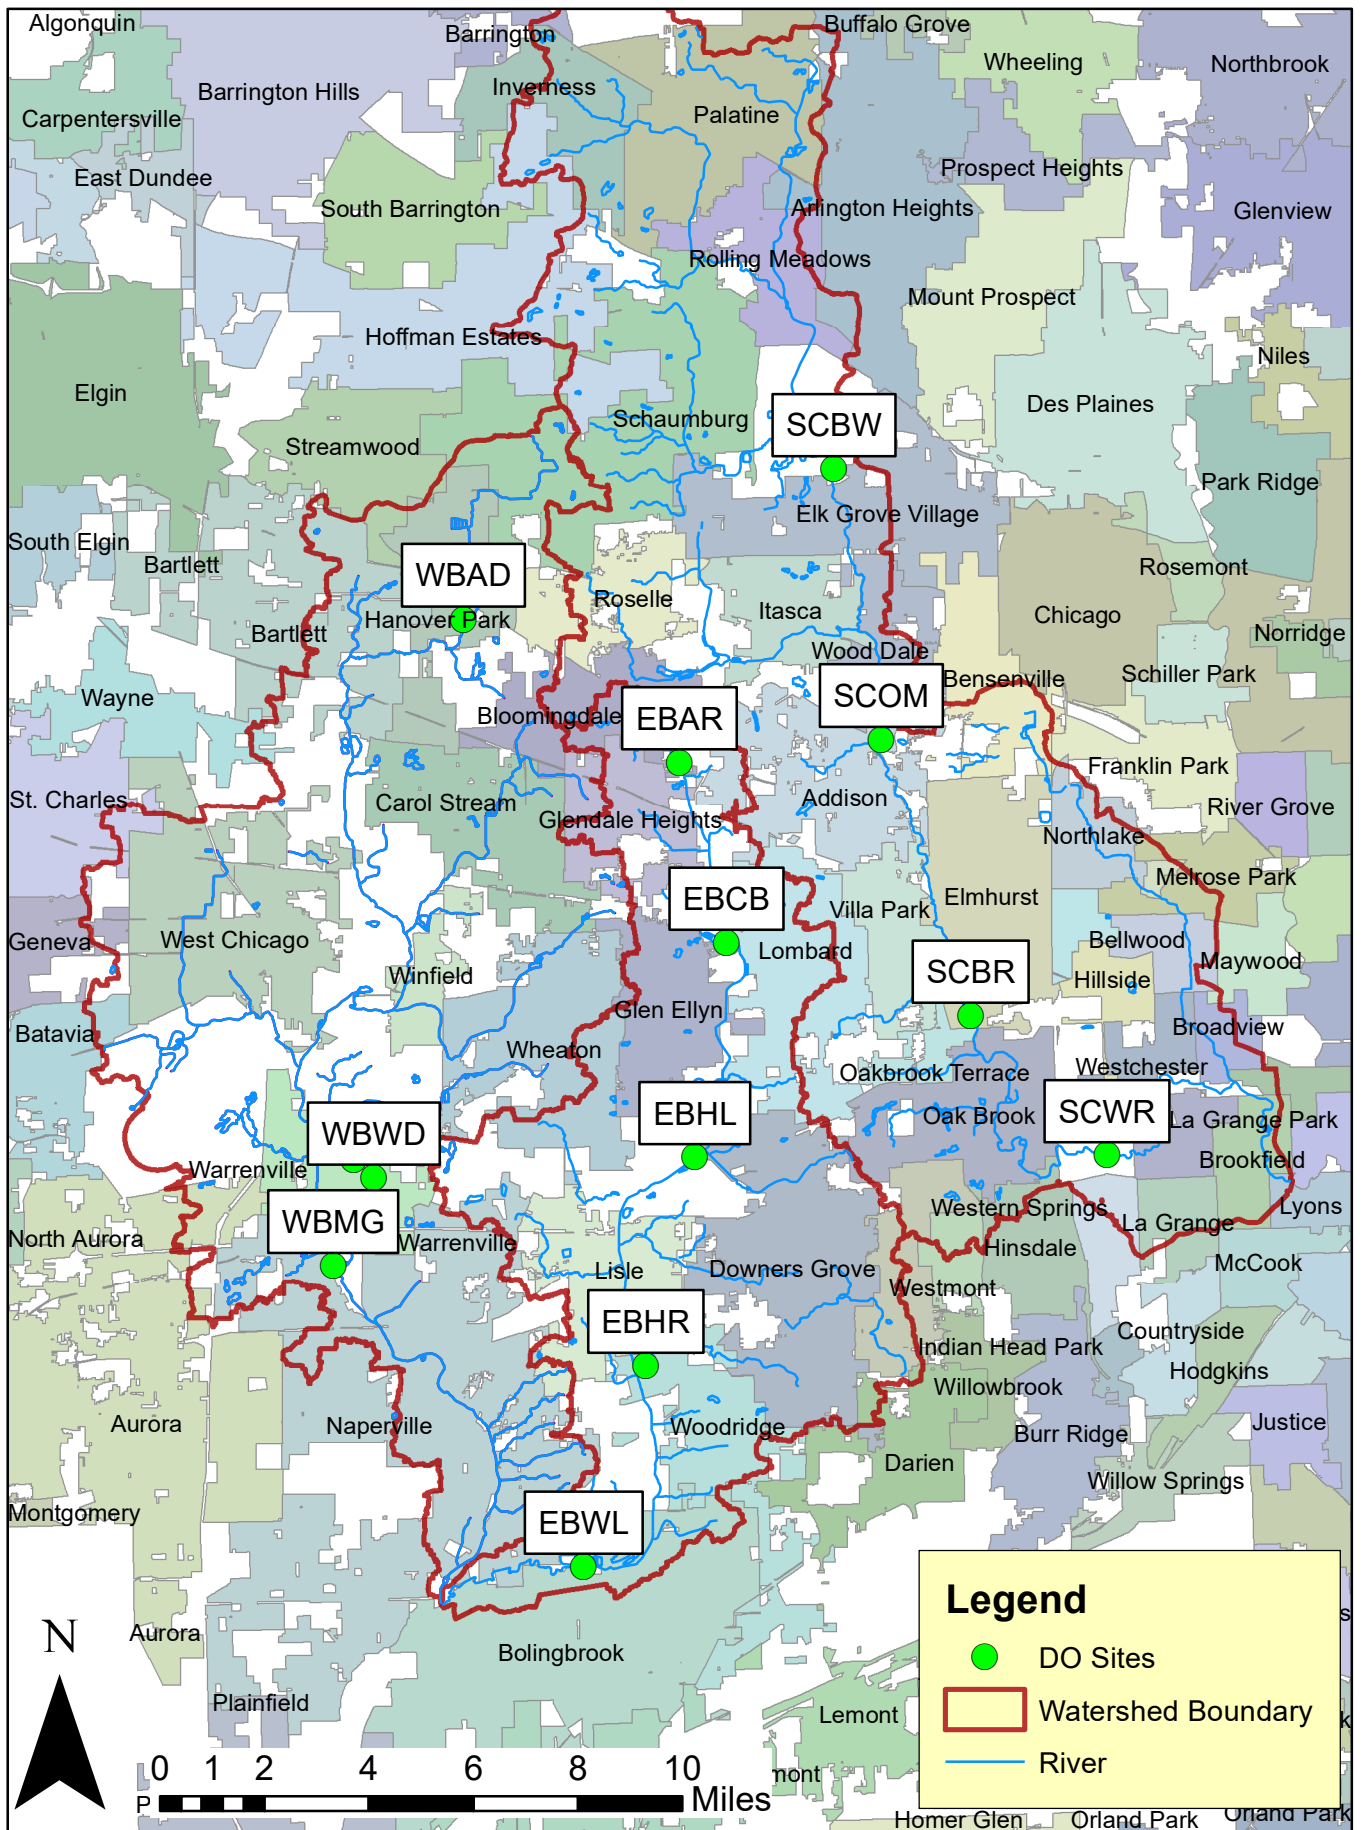 Algonquin
Barrington
Buffalo Grove
Wheeling
Northbrook
Barrington Hills
Inverness
Palatine
Carpentersville
East Dundee
Prospect Heights
South Barrington
Arlington Heights
Glenview
Rolling Meadows
Mount Prospect
Hoffman Estates
Niles
Elgin
Des Plaines
Schaumburg
SCBW
Streamwood
Park Ridge
Elk Grove Village
South Elgin
Bartlett
WBAD
Rosemont
Roselle
Itasca
Hanover Park
Chicago
Bartlett
Norridge
Wood Dale
Schiller Park
Bensenville
Wayne
SCOM
Bloomingdale
EBAR
Franklin Park
St. Charles
Carol Stream
Addison
River Grove
Glendale Heights
Northlake
Melrose Park
EBCB
Elmhurst
Villa Park
Geneva
West Chicago
Lombard
Bellwood
Maywood
SCBR
Winfield
Hillside
Glen Ellyn
Batavia
Broadview
Wheaton
Westchester
Oakbrook Terrace
EBHL
Oak Brook
SCWR
La Grange Park
WBWD
Brookfield
Warrenville
Western Springs
Lyons
WBMG
La Grange
North Aurora
Warrenville
Hinsdale
McCook
Lisle
Downers Grove
Westmont
EBHR
Countryside
Indian Head Park
Hodgkins
Willowbrook
Aurora
Naperville
Woodridge
Burr Ridge
Justice
Darien
Willow Springs
Montgomery
EBWL
Legend
DO Sites
Watershed Boundary
River
N
Aurora
Bolingbrook
Plainfield
Lemont
mont
0 1 2 4 6 8 10
Miles
P
Homer Glen
Orland Park
Orland Park
s
k